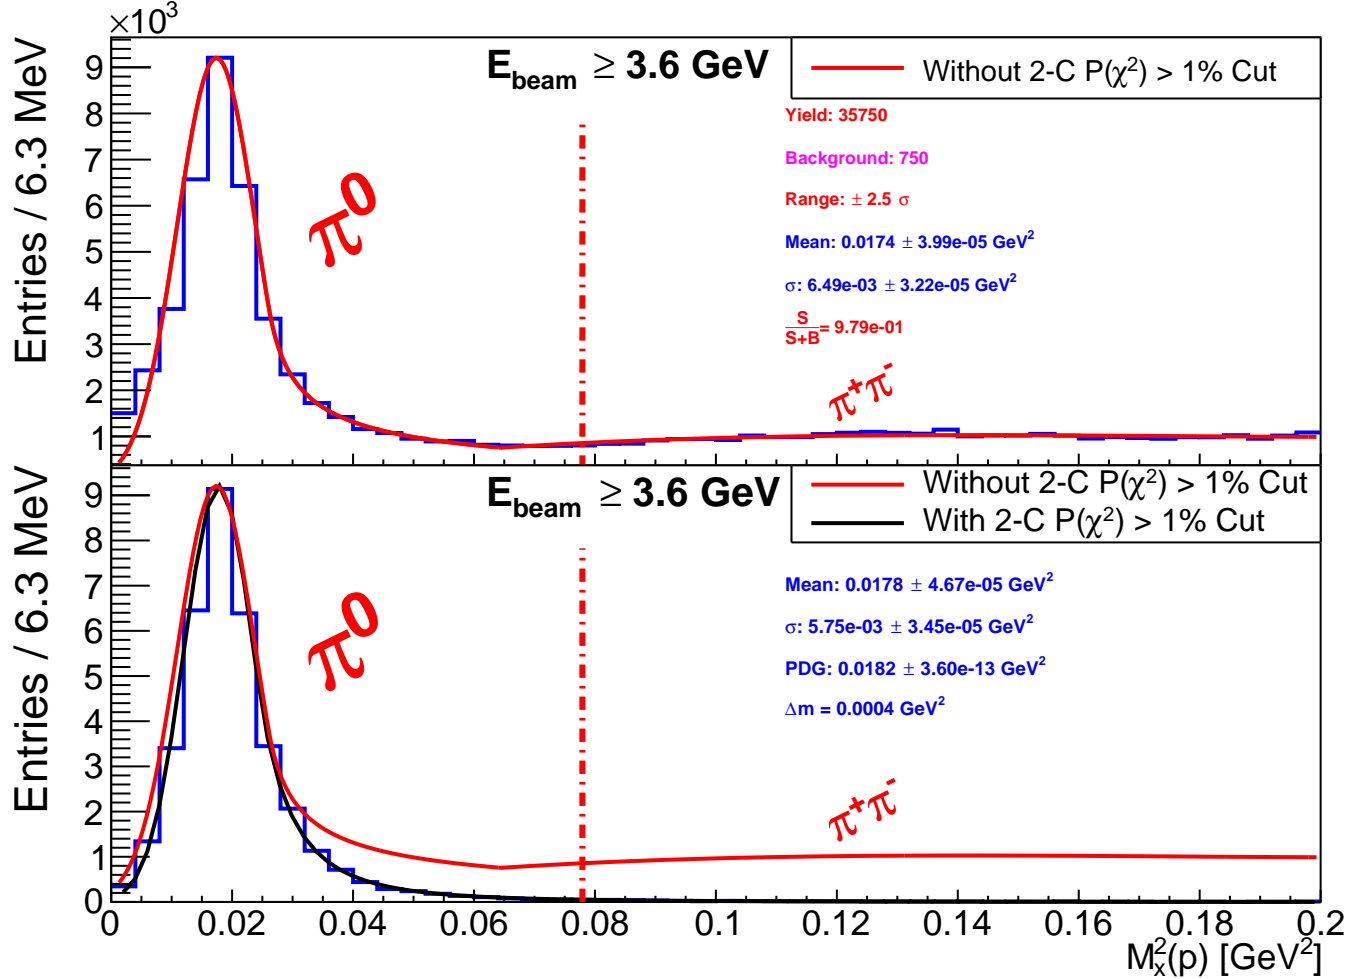 ×10³
E_beam ≥ 3.6 GeV
Without 2-C P(χ²) > 1% Cut
Yield: 35750
Background: 750
Range: ± 2.5 σ
Mean: 0.0174 ± 3.99e-05 GeV²
σ: 6.49e-03 ± 3.22e-05 GeV²
S/S+B = 9.79e-01
π⁰
π⁺π⁻
Entries / 6.3 MeV
9
8
7
6
5
4
3
2
1
E_beam ≥ 3.6 GeV
Without 2-C P(χ²) > 1% Cut
With 2-C P(χ²) > 1% Cut
Mean: 0.0178 ± 4.67e-05 GeV²
σ: 5.75e-03 ± 3.45e-05 GeV²
PDG: 0.0182 ± 3.60e-13 GeV²
Δm = 0.0004 GeV²
π⁰
π⁺π⁻
Entries / 6.3 MeV
9
8
7
6
5
4
3
2
1
0
0 0.02 0.04 0.06 0.08 0.1 0.12 0.14 0.16 0.18 0.2
M²ₓ(p) [GeV²]